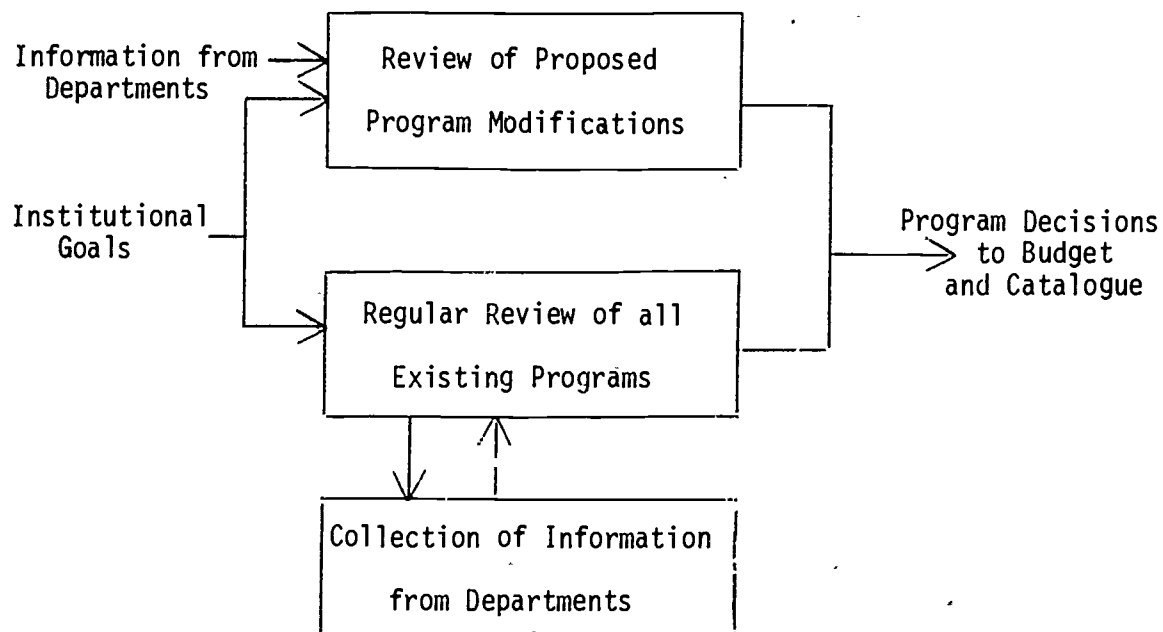 Information from
Departments
Review of Proposed
Program Modifications
Institutional
Goals
Program Decisions
to Budget
and Catalogue
Regular Review of all
Existing Programs
Collection of Information
from Departments